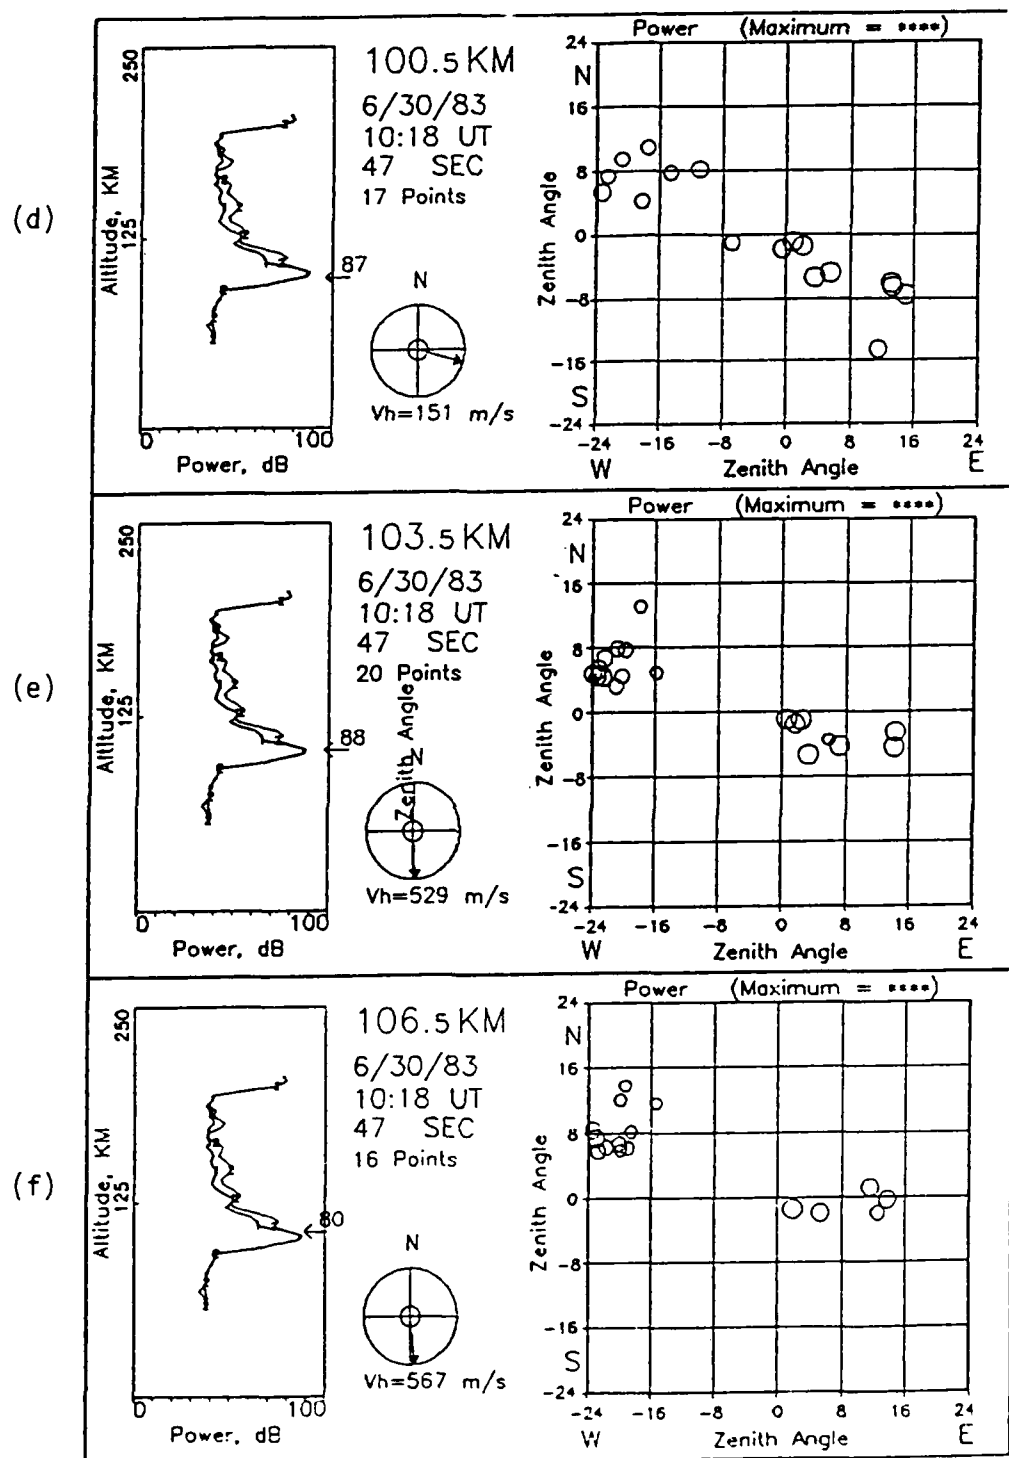 (d)
250
125
Altitude, KM
0
100
Power, dB
87
100.5 KM
6/30/83
10:18 UT
47 SEC
17 Points
N
Vh=151 m/s
Power (Maximum = ****)
24
16
8
0
-8
-16
-24
N
S
Zenith Angle
-24 -16 -8 0 8 16 24
W Zenith Angle E
(e)
250
125
Altitude, KM
0
100
Power, dB
88
103.5 KM
6/30/83
10:18 UT
47 SEC
20 Points
Zenith Angle
N
Vh=529 m/s
Power (Maximum = ****)
24
16
8
0
-8
-16
-24
N
S
Zenith Angle
-24 -16 -8 0 8 16 24
W Zenith Angle E
(f)
250
125
Altitude, KM
0
100
Power, dB
80
106.5 KM
6/30/83
10:18 UT
47 SEC
16 Points
N
Vh=567 m/s
Power (Maximum = ****)
24
16
8
0
-8
-16
-24
N
S
Zenith Angle
-24 -16 -8 0 8 16 24
W Zenith Angle E